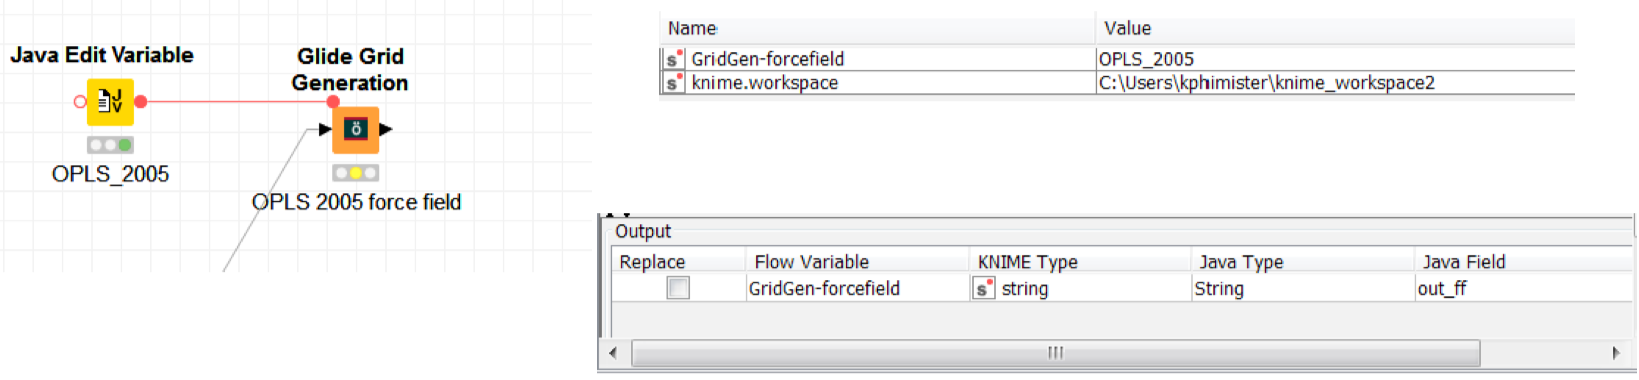 Java Edit Variable
Glide Grid
Generation
J
V
ö
OPLS_2005
OPLS 2005 force field
Name Value
s GridGen-forcefield OPLS_2005
s knime.workspace C:\Users\kphimister\knime_workspace2
Output
Replace Flow Variable KNIME Type Java Type Java Field
GridGen-forcefield s string String out_ff